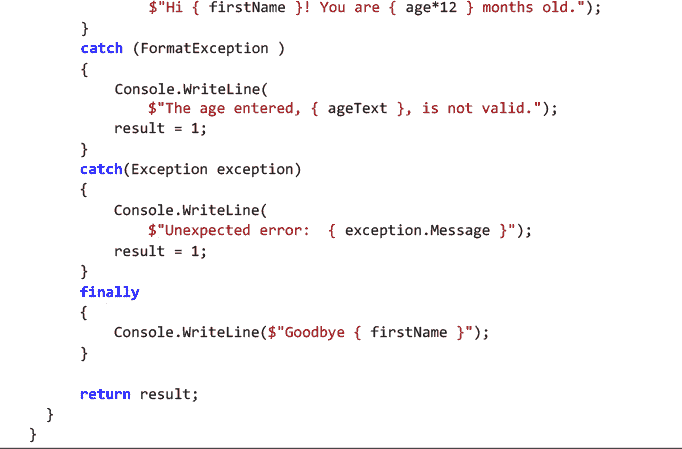 $"Hi { firstName }! You are { age*12 } months old.");
}
catch (FormatException )
{
Console.WriteLine(
$"The age entered, { ageText }, is not valid.");
result = 1;
}
catch(Exception exception)
{
Console.WriteLine(
$"Unexpected error:  { exception.Message }");
result = 1;
}
finally
{
Console.WriteLine($"Goodbye { firstName }");
}
return result;
}
}